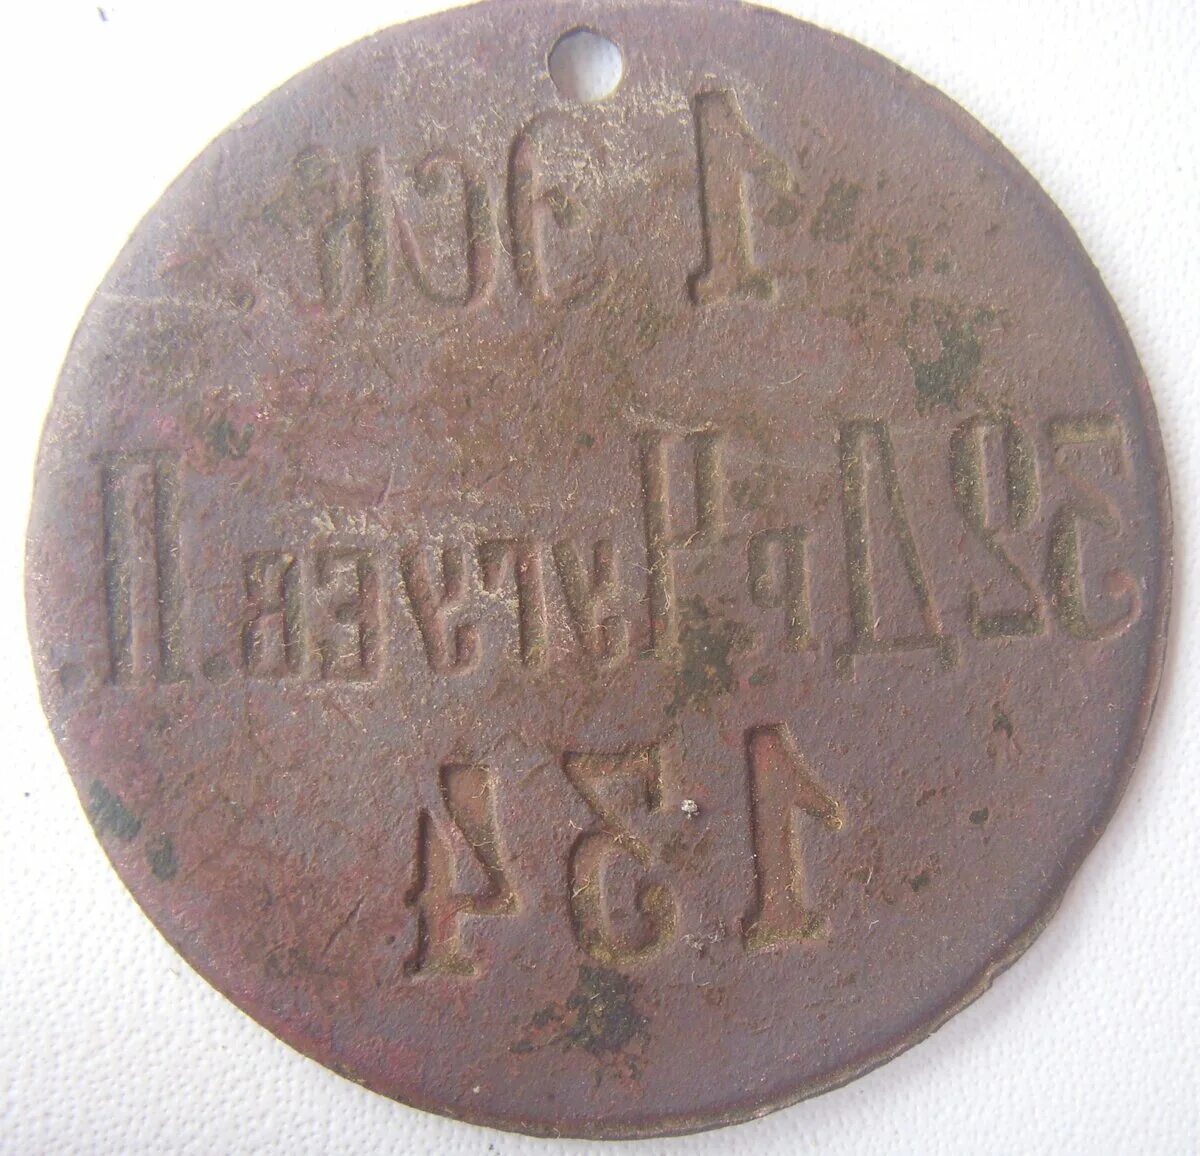 1 Эск.
32 Др. Чугуев. П.
134